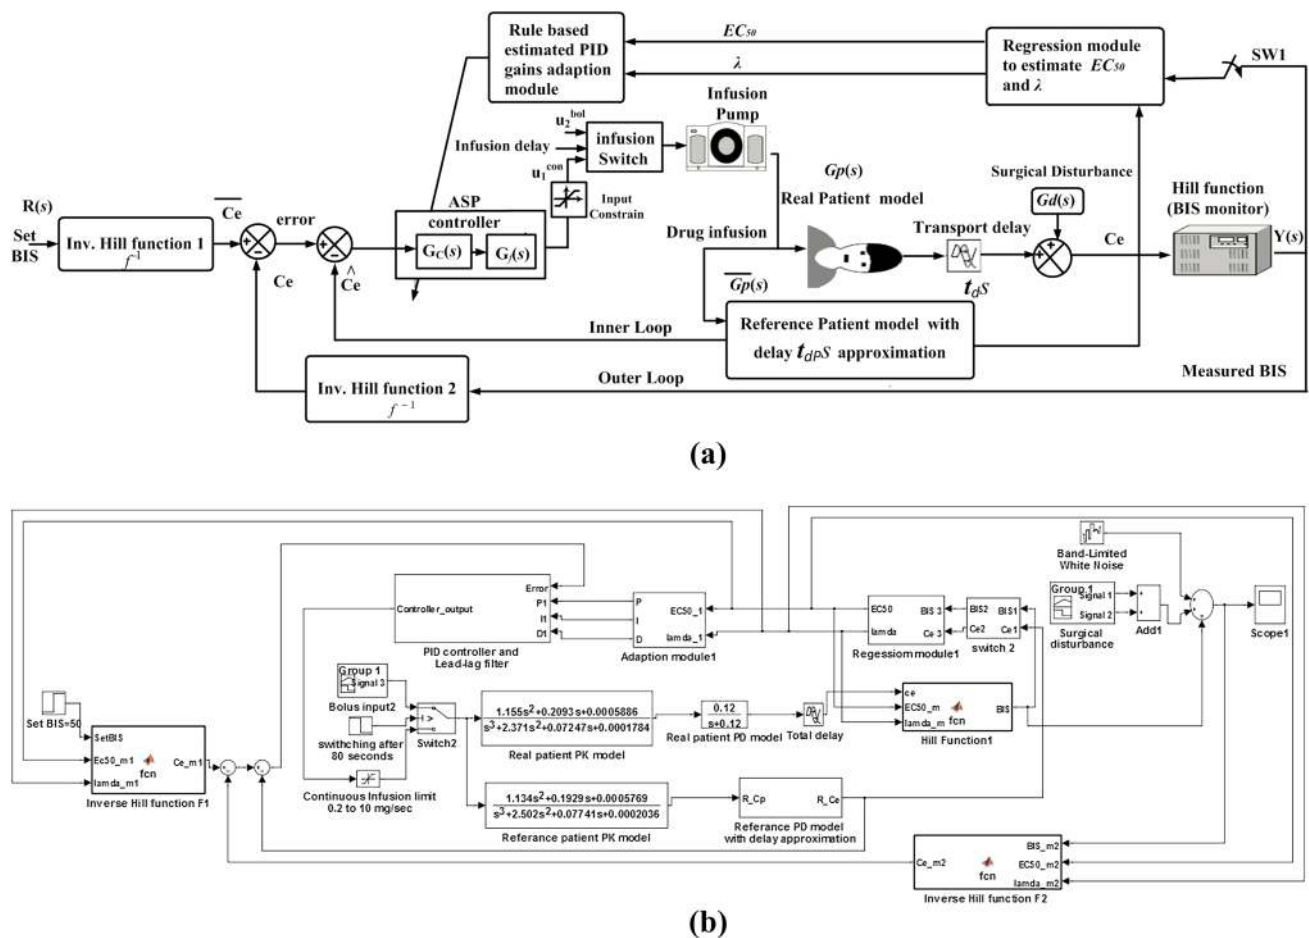 Rule based
estimated PID
gains adaption
module
EC50
λ
Regression module
to estimate EC50
and λ
SW1
Infusion
Pump
u2^bol
Infusion delay
infusion
Switch
u1^con
Input
Constrain
Gp(s)
Real Patient model
Surgical Disturbance
Gd(s)
Hill function
(BIS monitor)
R(s)
Set
BIS
Inv. Hill function 1
f^-1
Ce
error
Ce
Ce
ASP
controller
GC(s)
Gf(s)
Drug infusion
Gp(s)
Transport delay
tdS
Ce
Y(s)
Inner Loop
Reference Patient model with
delay tdPS approximation
Outer Loop
Measured BIS
Inv. Hill function 2
f^-1
(a)
Band-Limited
White Noise
Group 1
Signal 1
Signal 2
Surgical
disturbance
Add1
Scope1
Controller_output
Error
P1
I1
D1
PID controller and
Lead-lag filter
P
I
D
EC50_1
lamda_1
Adaption module1
EC50
lamda
BIS 3
Ce 3
Regressiom module1
BIS2
Ce2
BIS1
Ce1
switch 2
Group 1
Signal 3
Bolus input2
swithching after
80 seconds
Switch2
Continuous Infusion limit
0.2 to 10 mg/sec
1.155s²+0.2093s+0.0005886
s³+2.371s²+0.07247s+0.0001784
Real patient PK model
0.12
s+0.12
Real patient PD model
Total delay
ce
EC50_m
lamda_m
fcn
BIS
Hill Function1
Set BIS=50
SetBIS
Ec50_m1
lamda_m1
fcn
Ce_m1
Inverse Hill function F1
1.134s²+0.1929s+0.0005769
s³+2.502s²+0.07741s+0.0002036
Referance patient PK model
R_Cp
R_Ce
Referance PD model
with delay approximation
Ce_m2
fcn
BIS_m2
EC50_m2
lamda_m2
Inverse Hill function F2
(b)